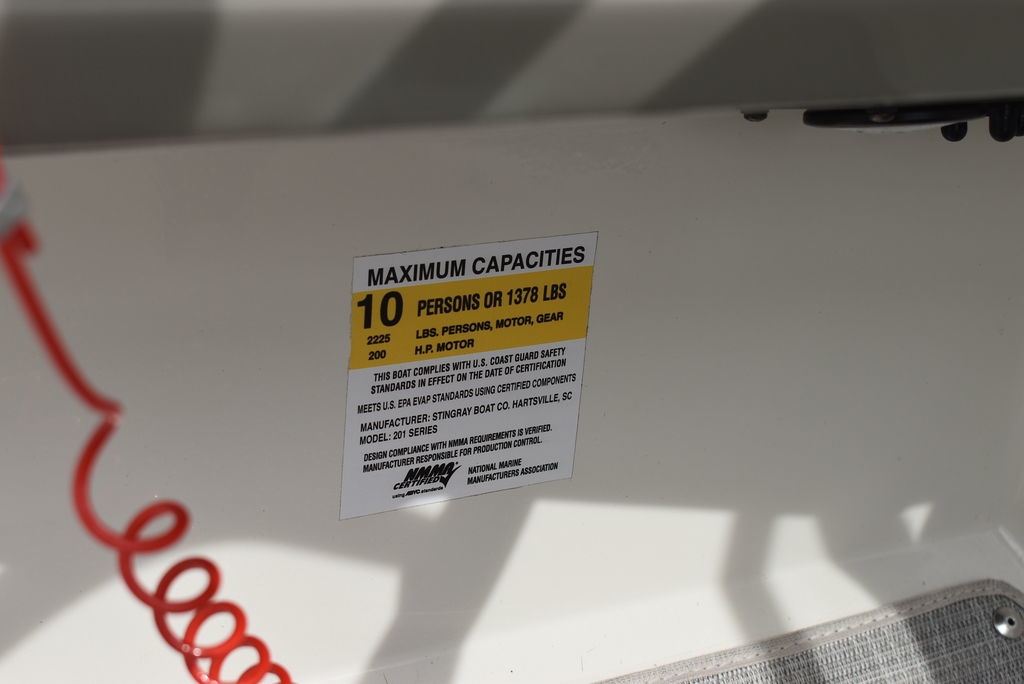 MAXIMUM CAPACITIES
10 PERSONS OR 1378 LBS
2225 LBS. PERSONS, MOTOR, GEAR
200 H.P. MOTOR
THIS BOAT COMPLIES WITH U.S. COAST GUARD SAFETY
STANDARDS IN EFFECT ON THE DATE OF CERTIFICATION
MEETS U.S. EPA EVAP STANDARDS USING CERTIFIED COMPONENTS
MANUFACTURER: STINGRAY BOAT CO. HARTSVILLE, SC
MODEL: 201 SERIES
DESIGN COMPLIANCE WITH NMMA REQUIREMENTS IS VERIFIED.
MANUFACTURER RESPONSIBLE FOR PRODUCTION CONTROL.
NMMA
CERTIFIED
using ABYC standards
NATIONAL MARINE
MANUFACTURERS ASSOCIATION